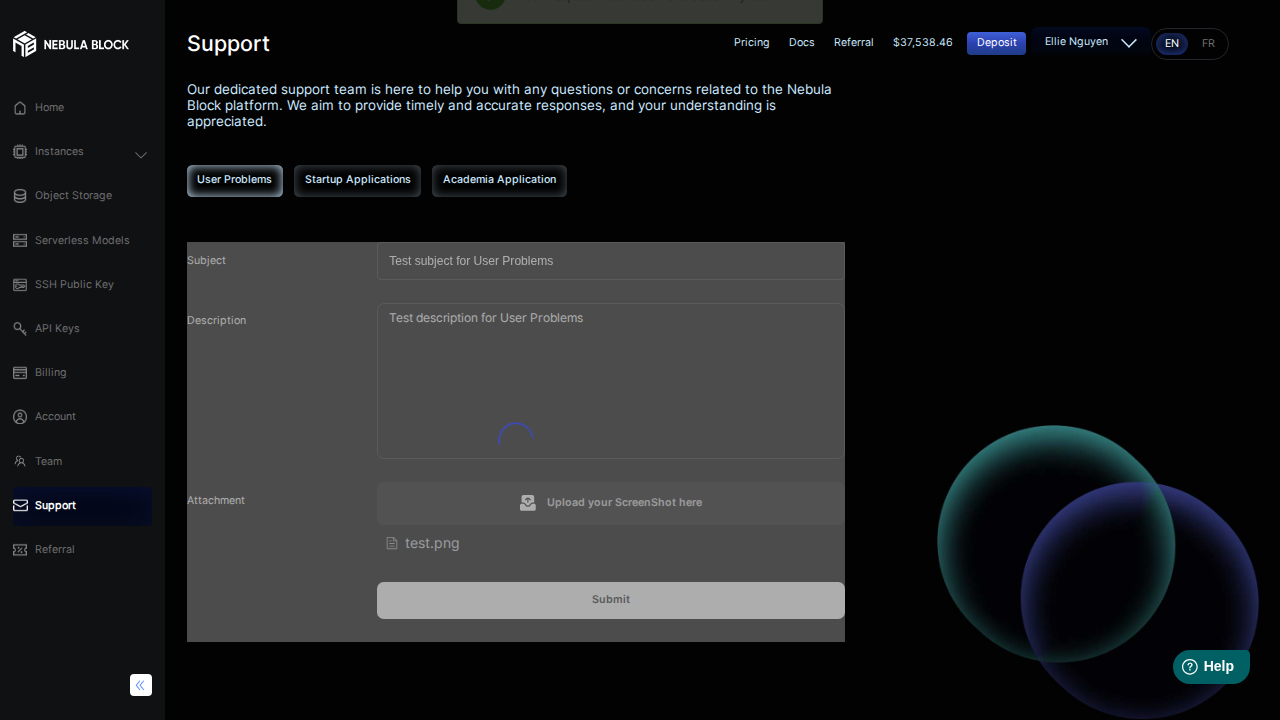 NEBULA BLOCK
Support
Pricing
Docs
Referral
$37,538.46
Deposit
Ellie Nguyen
EN
FR
Our dedicated support team is here to help you with any questions or concerns related to the Nebula
Block platform. We aim to provide timely and accurate responses, and your understanding is
appreciated.
Home
Instances
Object Storage
Serverless Models
SSH Public Key
API Keys
Billing
Account
Team
Support
Referral
User Problems
Startup Applications
Academia Application
Subject
Test subject for User Problems
Description
Test description for User Problems
Attachment
Upload your ScreenShot here
test.png
Submit
Help